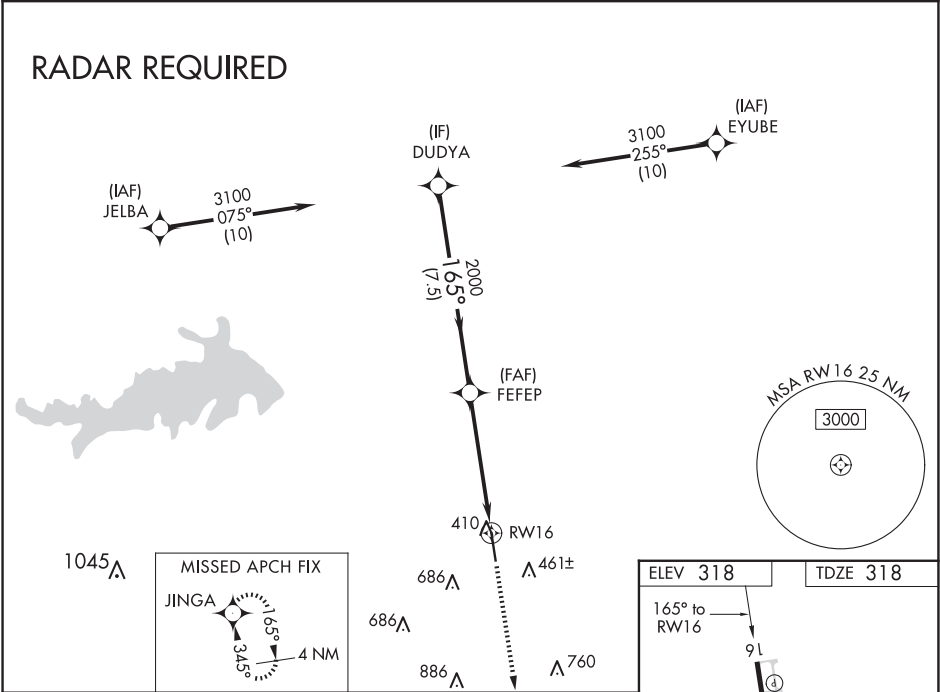 RADAR REQUIRED
(IAF)
EYUBE
3100
255°
(10)
(IF)
DUDYA
(IAF)
JELBA
3100
075°
(10)
2000
165°
(7.5)
(FAF)
FEFEP
MSA RW16 25 NM
3000
410
RW16
1045
461±
686
686
886
760
MISSED APCH FIX
JINGA
165°
345°
4 NM
ELEV 318
TDZE 318
165° to
RW16
16
P